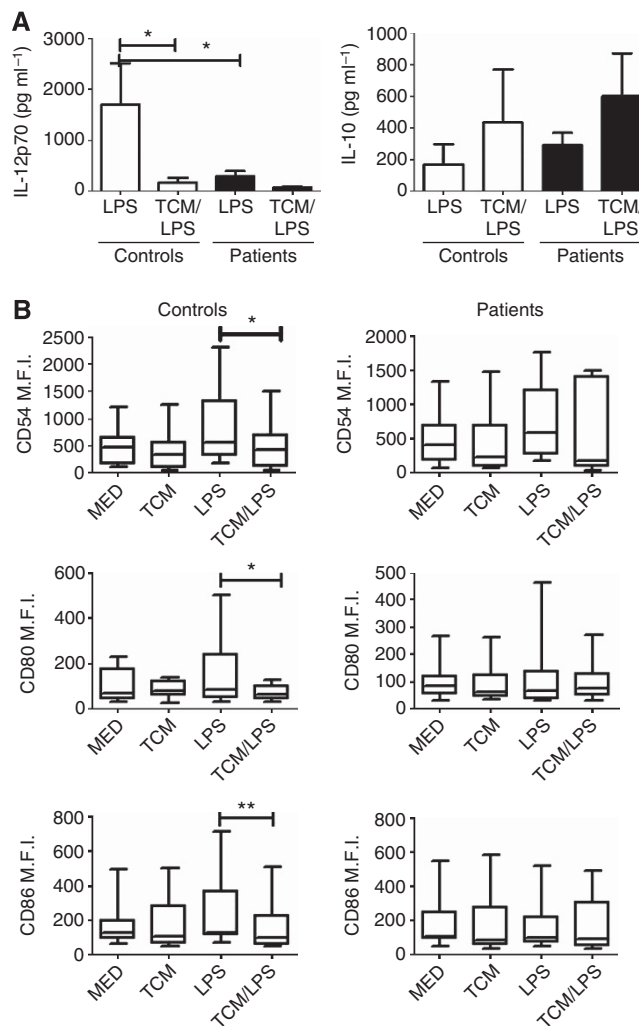 A
IL-12p70 (pg ml⁻¹)
3000
2000
1000
0
*
*
LPS
TCM/
LPS
LPS
TCM/
LPS
Controls
Patients
IL-10 (pg ml⁻¹)
1000
800
600
400
200
0
LPS
TCM/
LPS
LPS
TCM/
LPS
Controls
Patients
B
Controls
CD54 M.F.I.
2500
2000
1500
1000
500
0
*
MED
TCM
LPS
TCM/LPS
Patients
CD54 M.F.I.
2000
1500
1000
500
0
MED
TCM
LPS
TCM/LPS
CD80 M.F.I.
600
400
200
0
*
MED
TCM
LPS
TCM/LPS
CD80 M.F.I.
500
400
300
200
100
0
MED
TCM
LPS
TCM/LPS
CD86 M.F.I.
800
600
400
200
0
**
MED
TCM
LPS
TCM/LPS
CD86 M.F.I.
800
600
400
200
0
MED
TCM
LPS
TCM/LPS